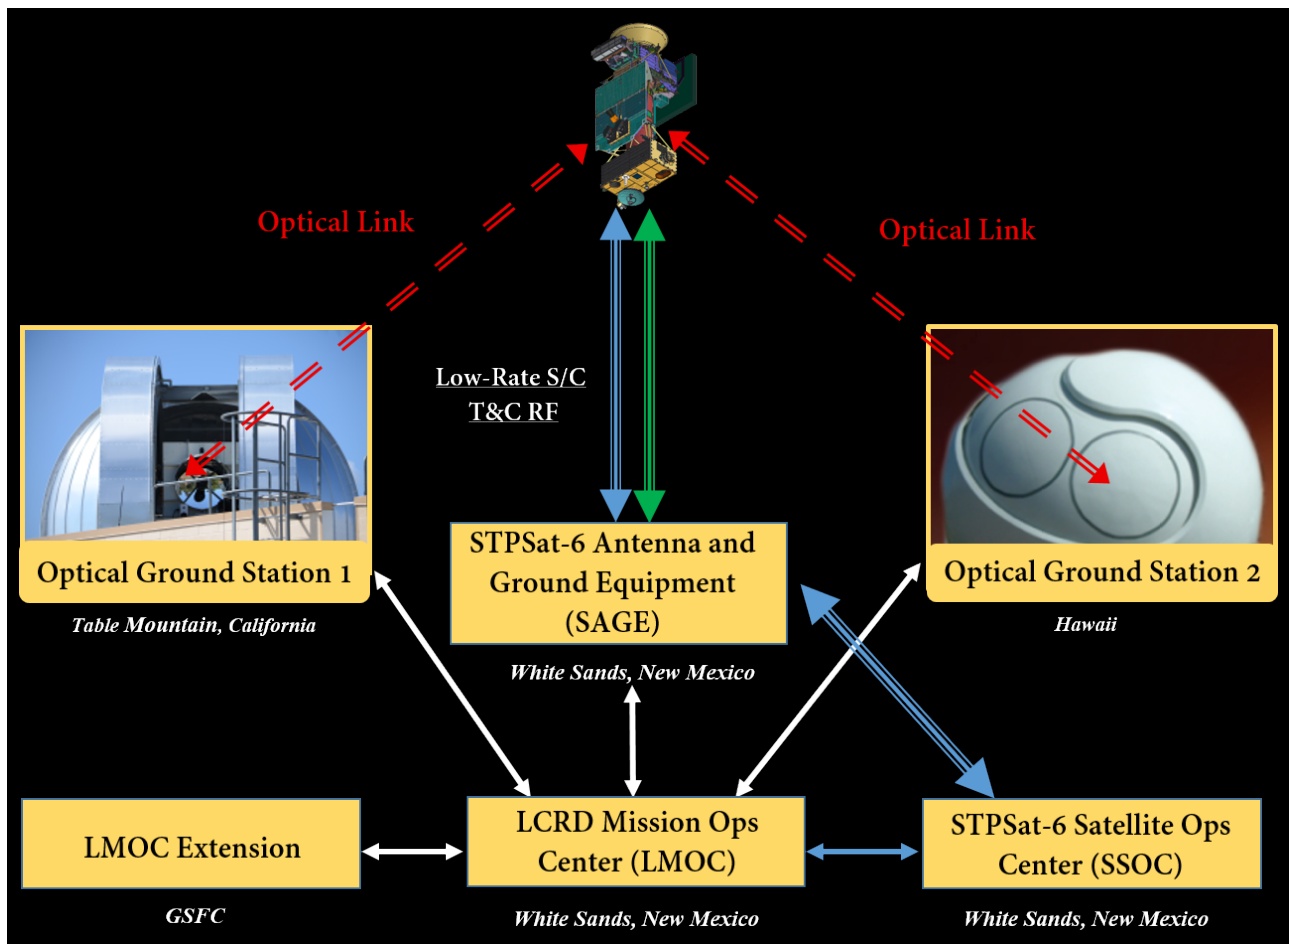 Optical Link
Optical Link
Low-Rate S/C
T&C RF
STPSat-6 Antenna and
Ground Equipment
(SAGE)
Optical Ground Station 1
Optical Ground Station 2
Table Mountain, California
Hawaii
White Sands, New Mexico
LMOC Extension
LCRD Mission Ops
Center (LMOC)
STPSat-6 Satellite Ops
Center (SSOC)
GSFC
White Sands, New Mexico
White Sands, New Mexico